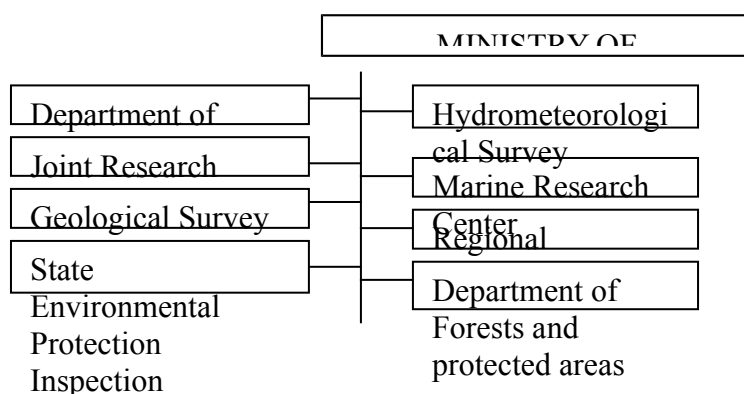 MINISTRY OF
Department of
Joint Research
Geological Survey
State
Environmental
Protection
Inspection
Hydrometeorologi
cal Survey
Marine Research
Center
Regional
Department of
Forests and
protected areas